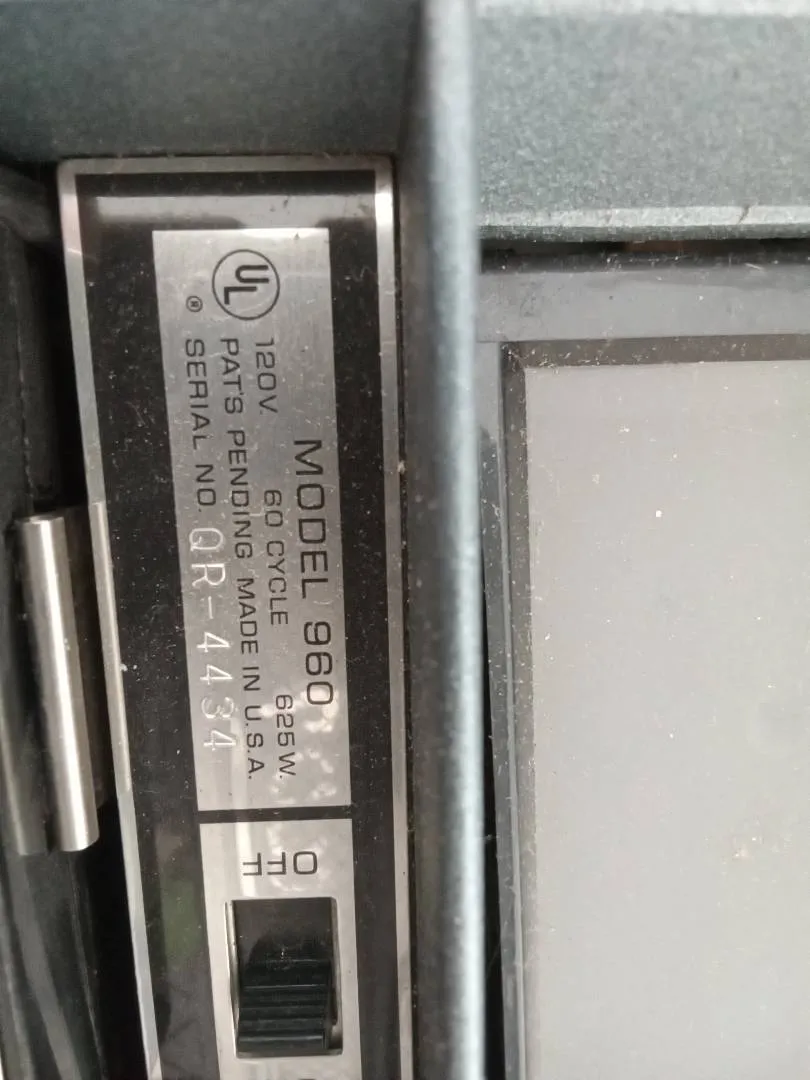 UL
®
MODEL 960
120V. 60 CYCLE 625W.
PAT'S PENDING MADE IN U.S.A.
SERIAL NO. QR-4434
OFF